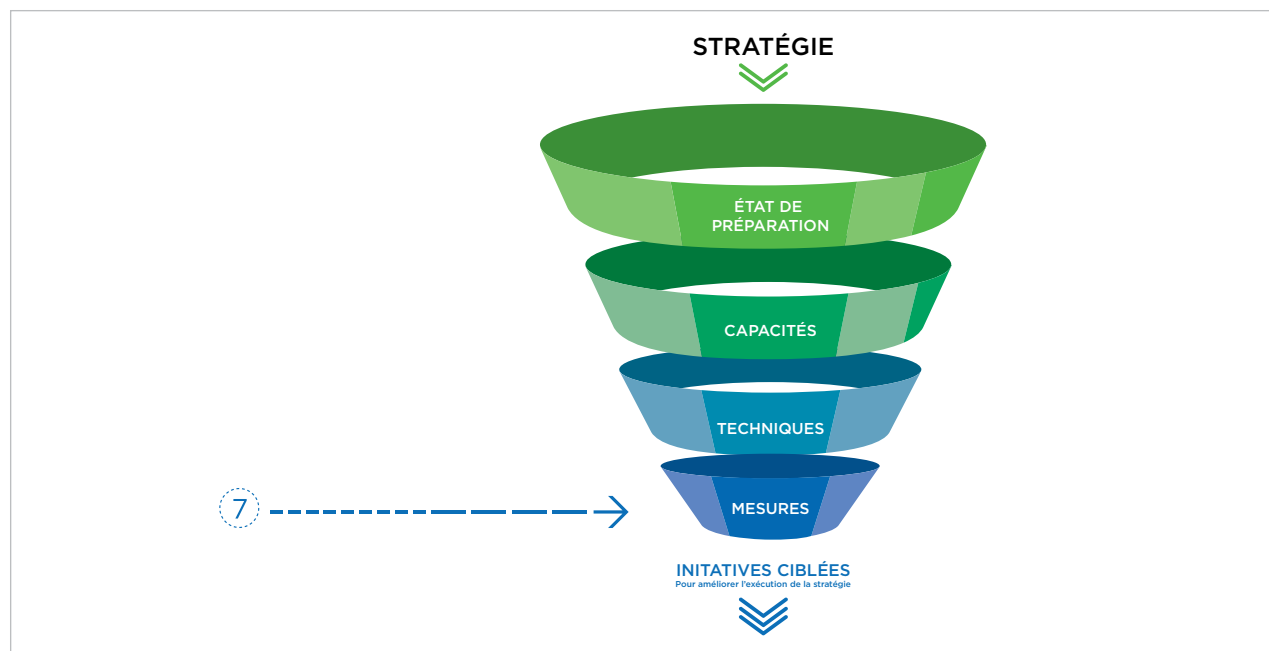 STRATÉGIE
ÉTAT DE
PRÉPARATION
CAPACITÉS
TECHNIQUES
7
MESURES
INITATIVES CIBLÉES
Pour améliorer l'exécution de la stratégie